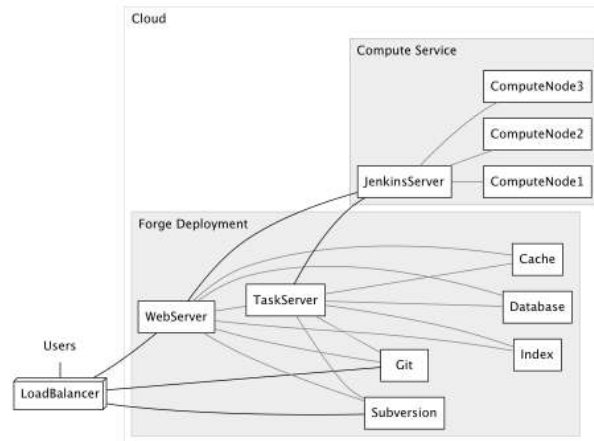 Cloud
Compute Service
ComputeNode3
ComputeNode2
JenkinsServer
ComputeNode1
Forge Deployment
Cache
TaskServer
Database
WebServer
Users
Index
Git
LoadBalancer
Subversion